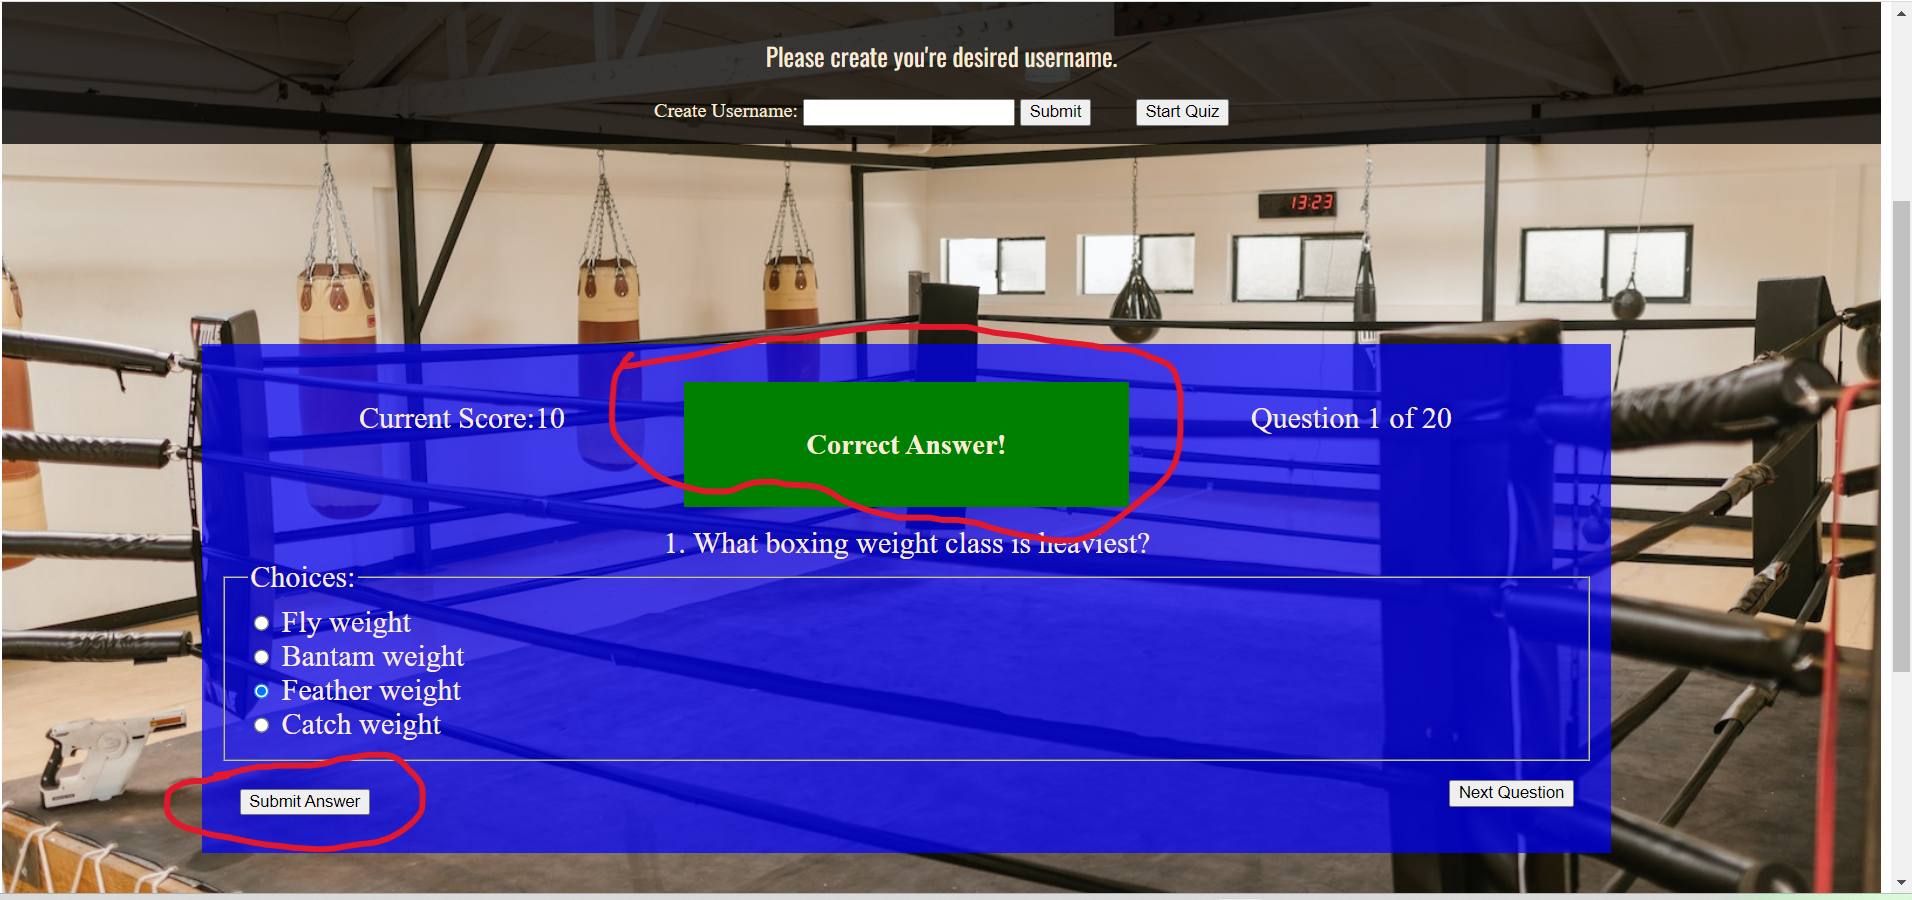 Please create you're desired username.
Create Username: Submit Start Quiz
13:23
Current Score:10
Correct Answer!
Question 1 of 20
1. What boxing weight class is heaviest?
Choices:
Fly weight
Bantam weight
Feather weight
Catch weight
Submit Answer
Next Question